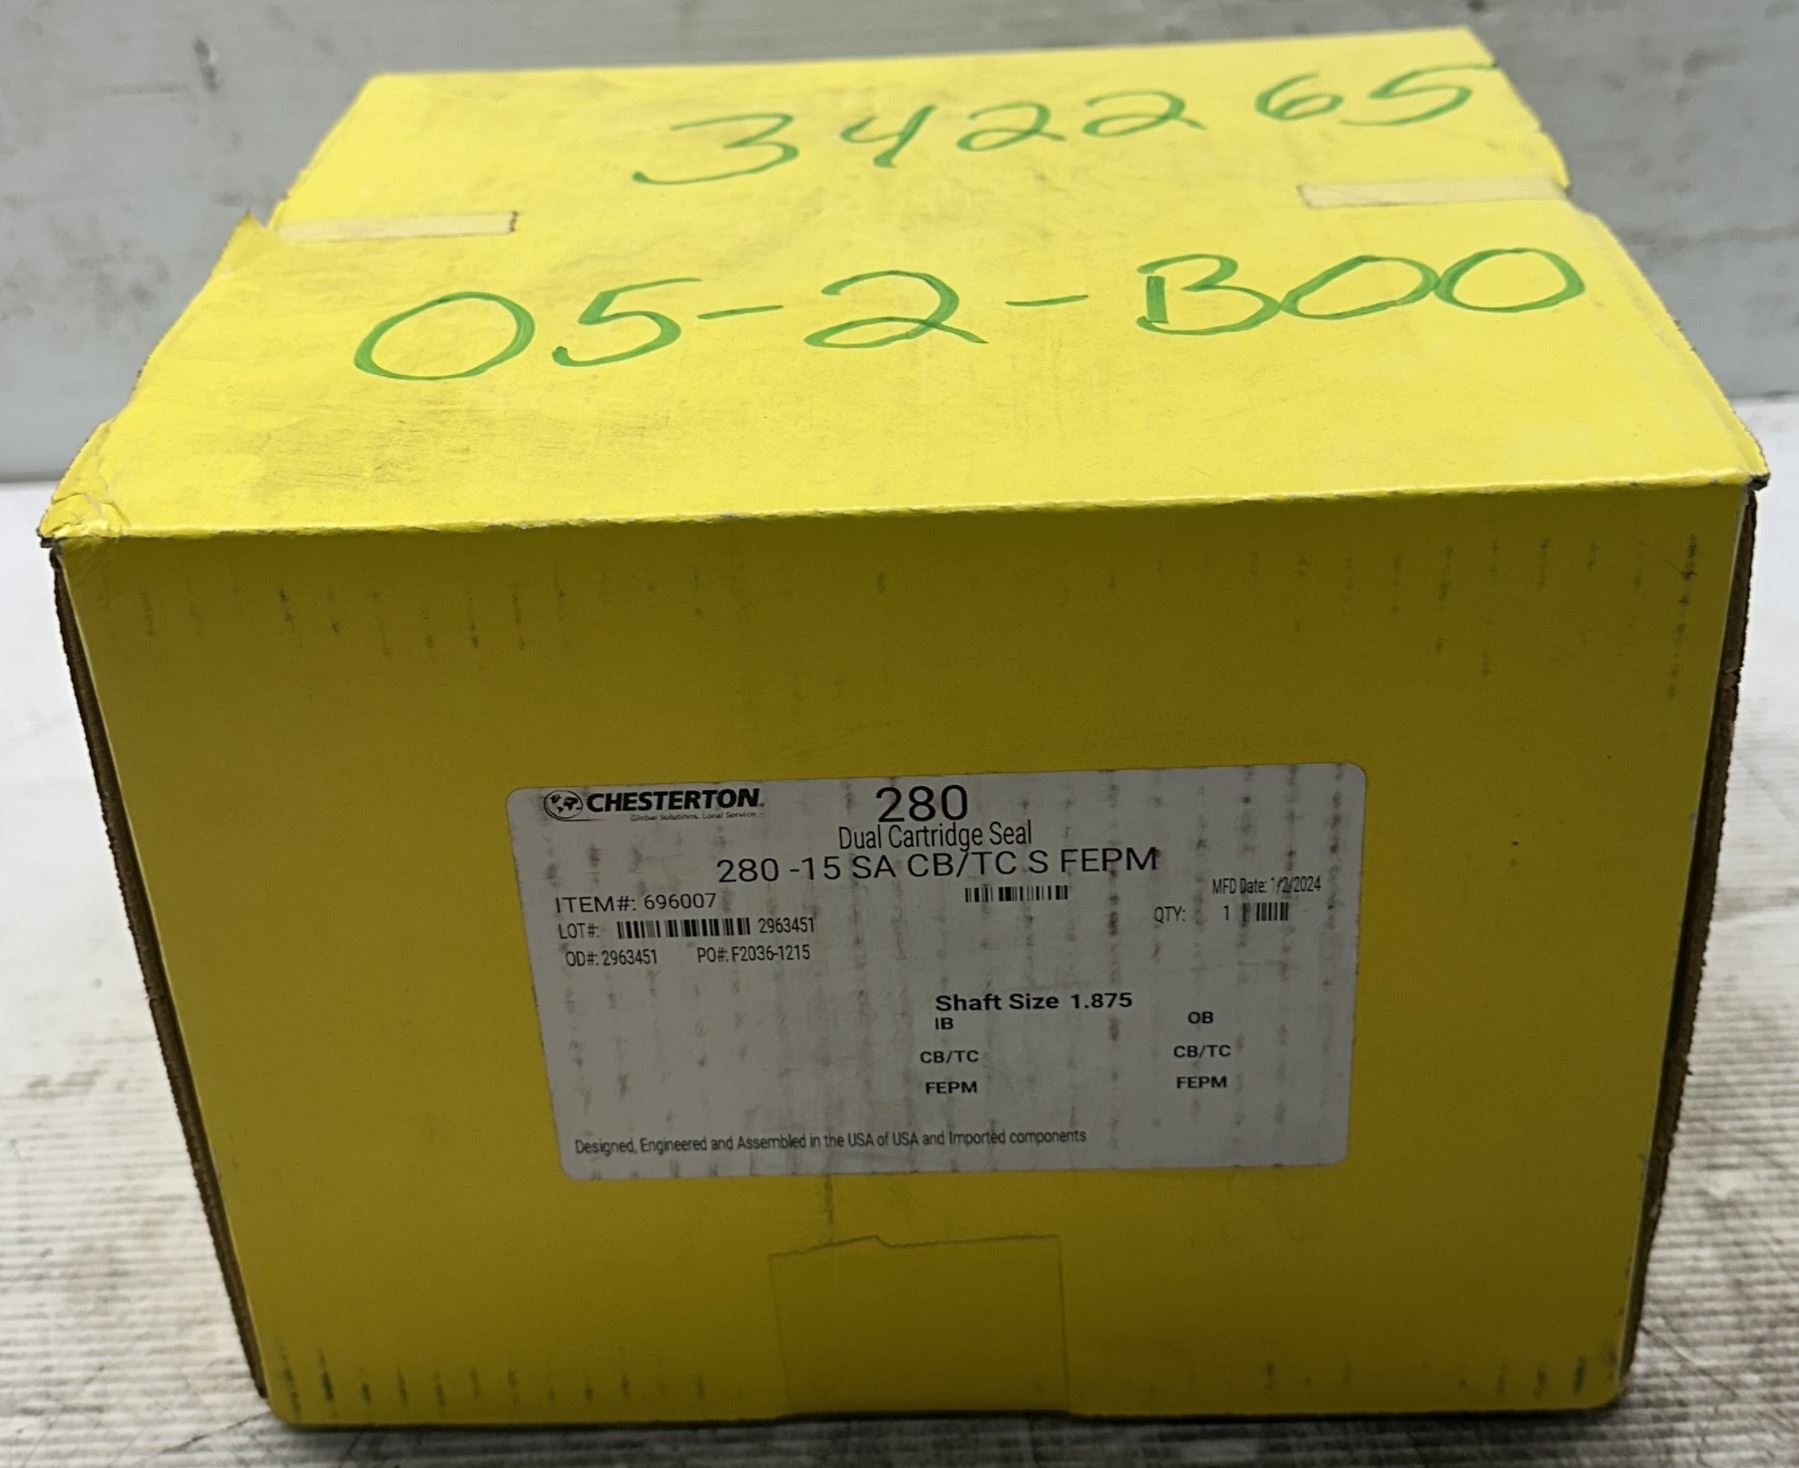 342265
05-2-B00
CHESTERTON.
Global Solutions, Local Service.
280
Dual Cartridge Seal
280 -15 SA CB/TC S FEPM
ITEM#: 696007
MFD Date: 1/2/2024
LOT#: 2963451
QTY: 1
OD#: 2963451 PO#: F2036-1215
Shaft Size 1.875
IB OB
CB/TC CB/TC
FEPM FEPM
Designed, Engineered and Assembled in the USA of USA and Imported components